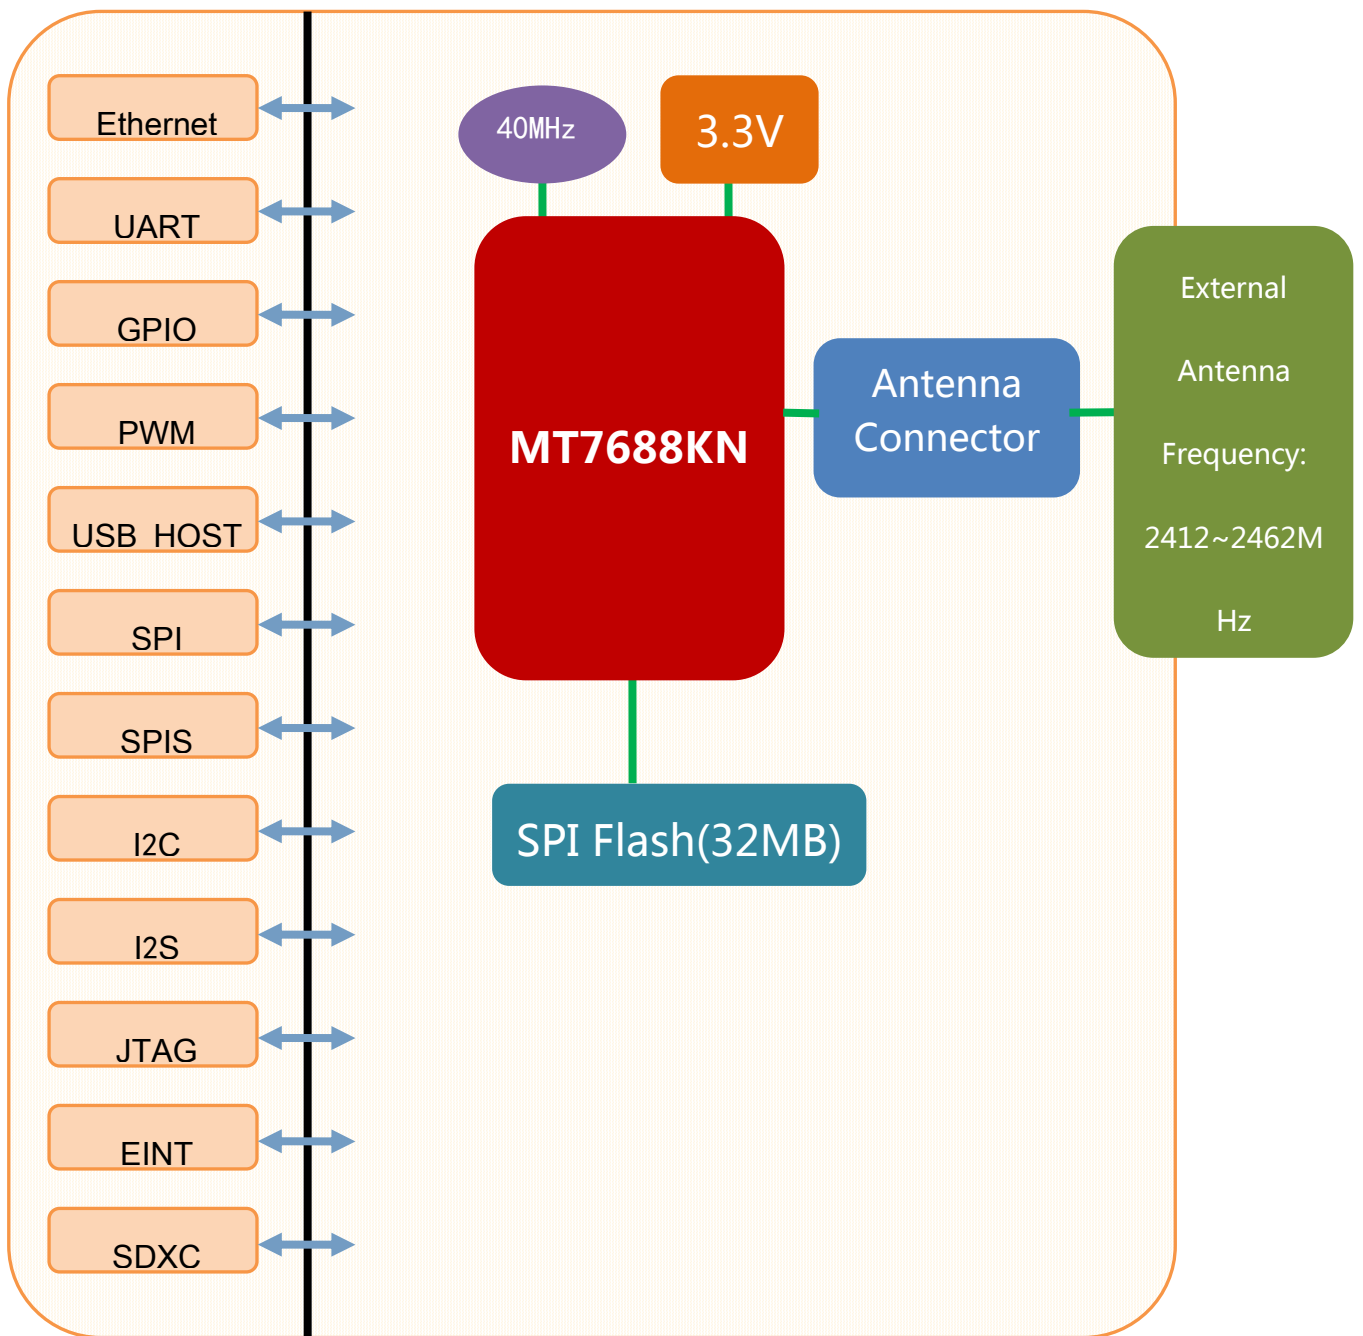 Ethernet
UART
GPIO
PWM
USB HOST
SPI
SPIS
I2C
I2S
JTAG
EINT
SDXC
40MHz
3.3V
MT7688KN
Antenna
Connector
External
Antenna
Frequency:
2412~2462M
Hz
SPI Flash(32MB)